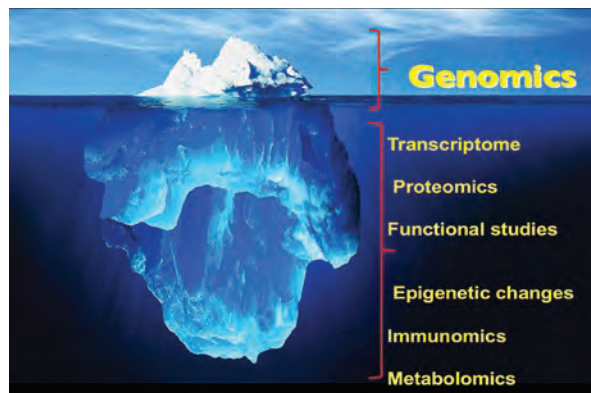 Genomics
Transcriptome
Proteomics
Functional studies
Epigenetic changes
Immunomics
Metabolomics